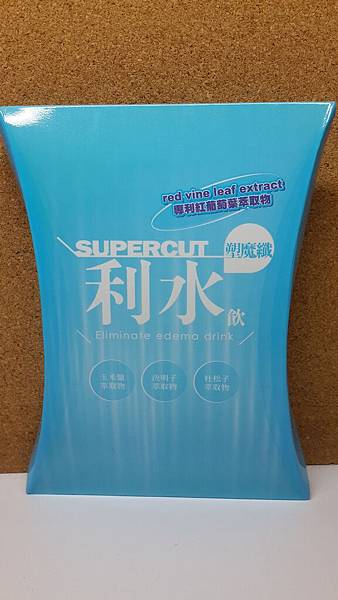 red vine leaf extract
專利紅葡萄葉萃取物
SUPERCUT 塑魔纖
利水飲
Eliminate edema drink
玉米鬚 決明子 杜松子
萃取物 萃取物 萃取物